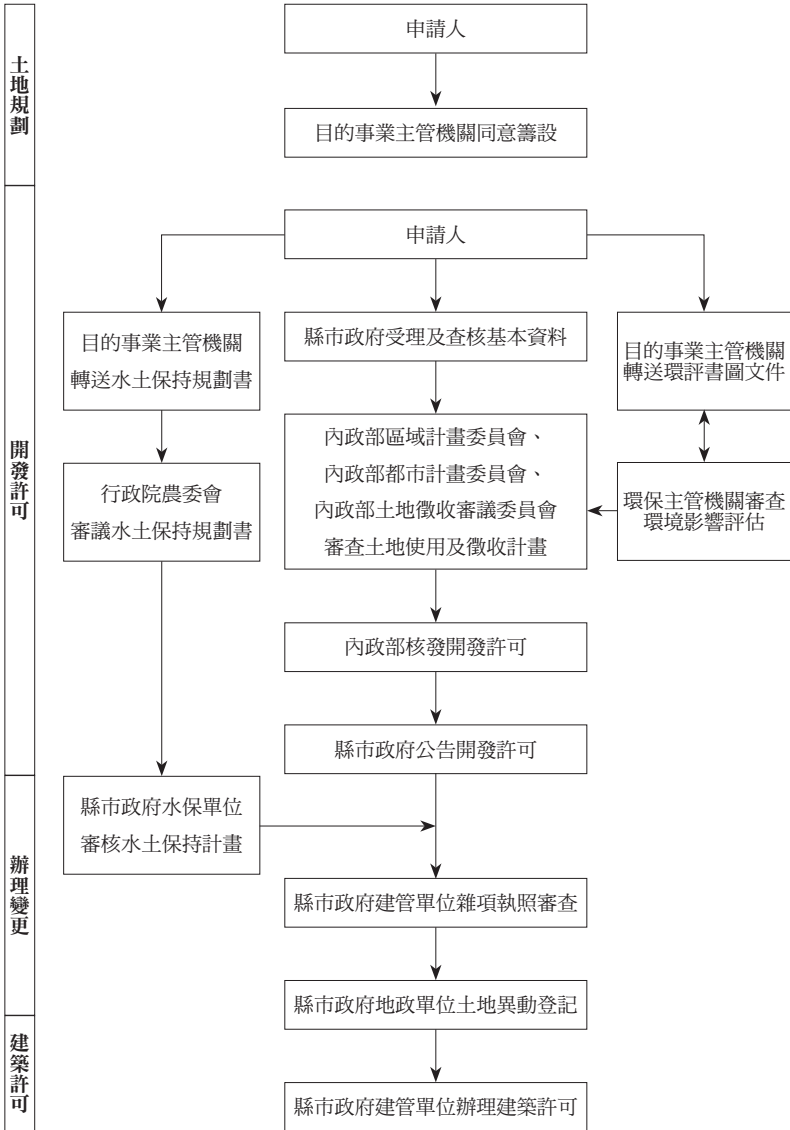 土地規劃
申請人
目的事業主管機關同意籌設
開發許可
申請人
目的事業主管機關
轉送水土保持規劃書
縣市政府受理及查核基本資料
目的事業主管機關
轉送環評書圖文件
行政院農委會
審議水土保持規劃書
內政部區域計畫委員會、
內政部都市計畫委員會、
內政部土地徵收審議委員會
審查土地使用及徵收計畫
環保主管機關審查
環境影響評估
內政部核發開發許可
縣市政府公告開發許可
辦理變更
縣市政府水保單位
審核水土保持計畫
縣市政府建管單位雜項執照審查
縣市政府地政單位土地異動登記
建築許可
縣市政府建管單位辦理建築許可